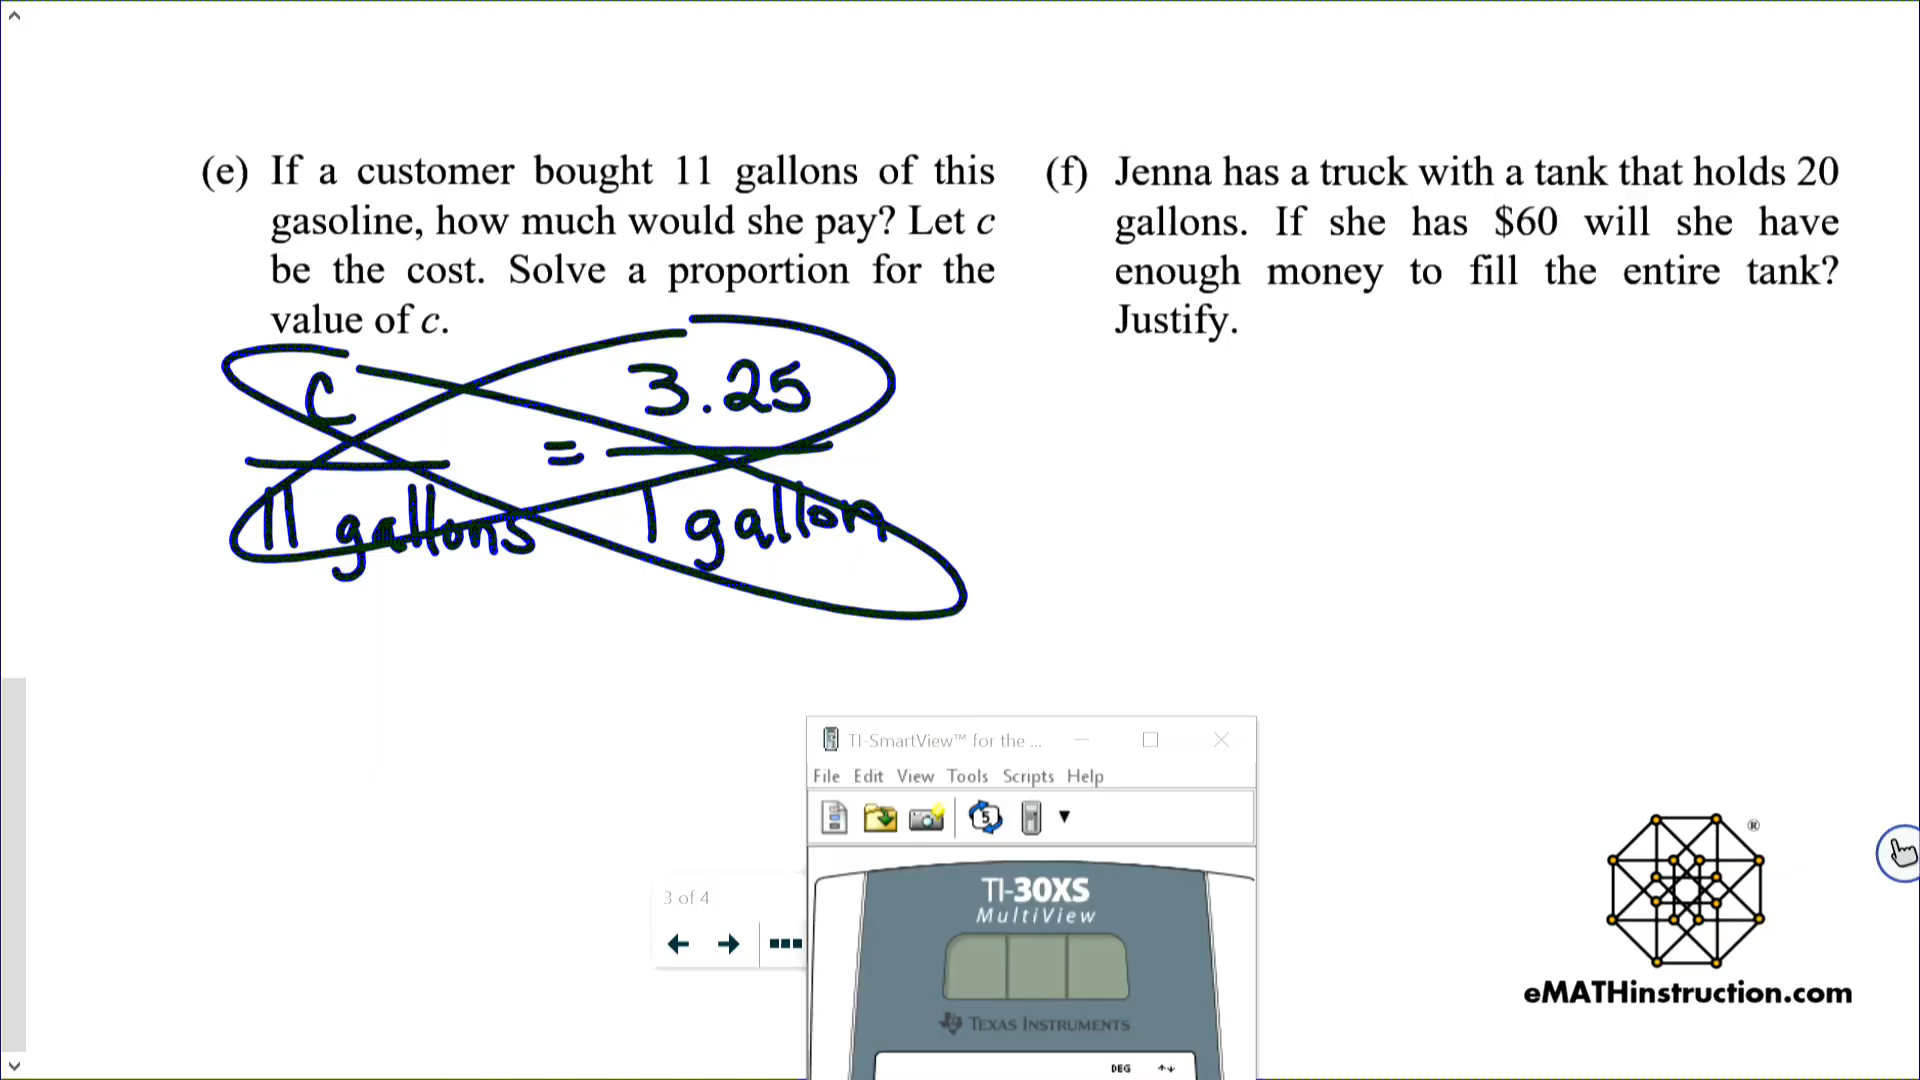 (e) If a customer bought 11 gallons of this
gasoline, how much would she pay? Let c
be the cost. Solve a proportion for the
value of c.
c = 3.25
11 gallons 1 gallon
(f) Jenna has a truck with a tank that holds 20
gallons. If she has $60 will she have
enough money to fill the entire tank?
Justify.
3 of 4
TI-SmartView™ for the ...
File Edit View Tools Scripts Help
5
TI-30XS
MultiView
TEXAS INSTRUMENTS
DEG
®
eMATHinstruction.com